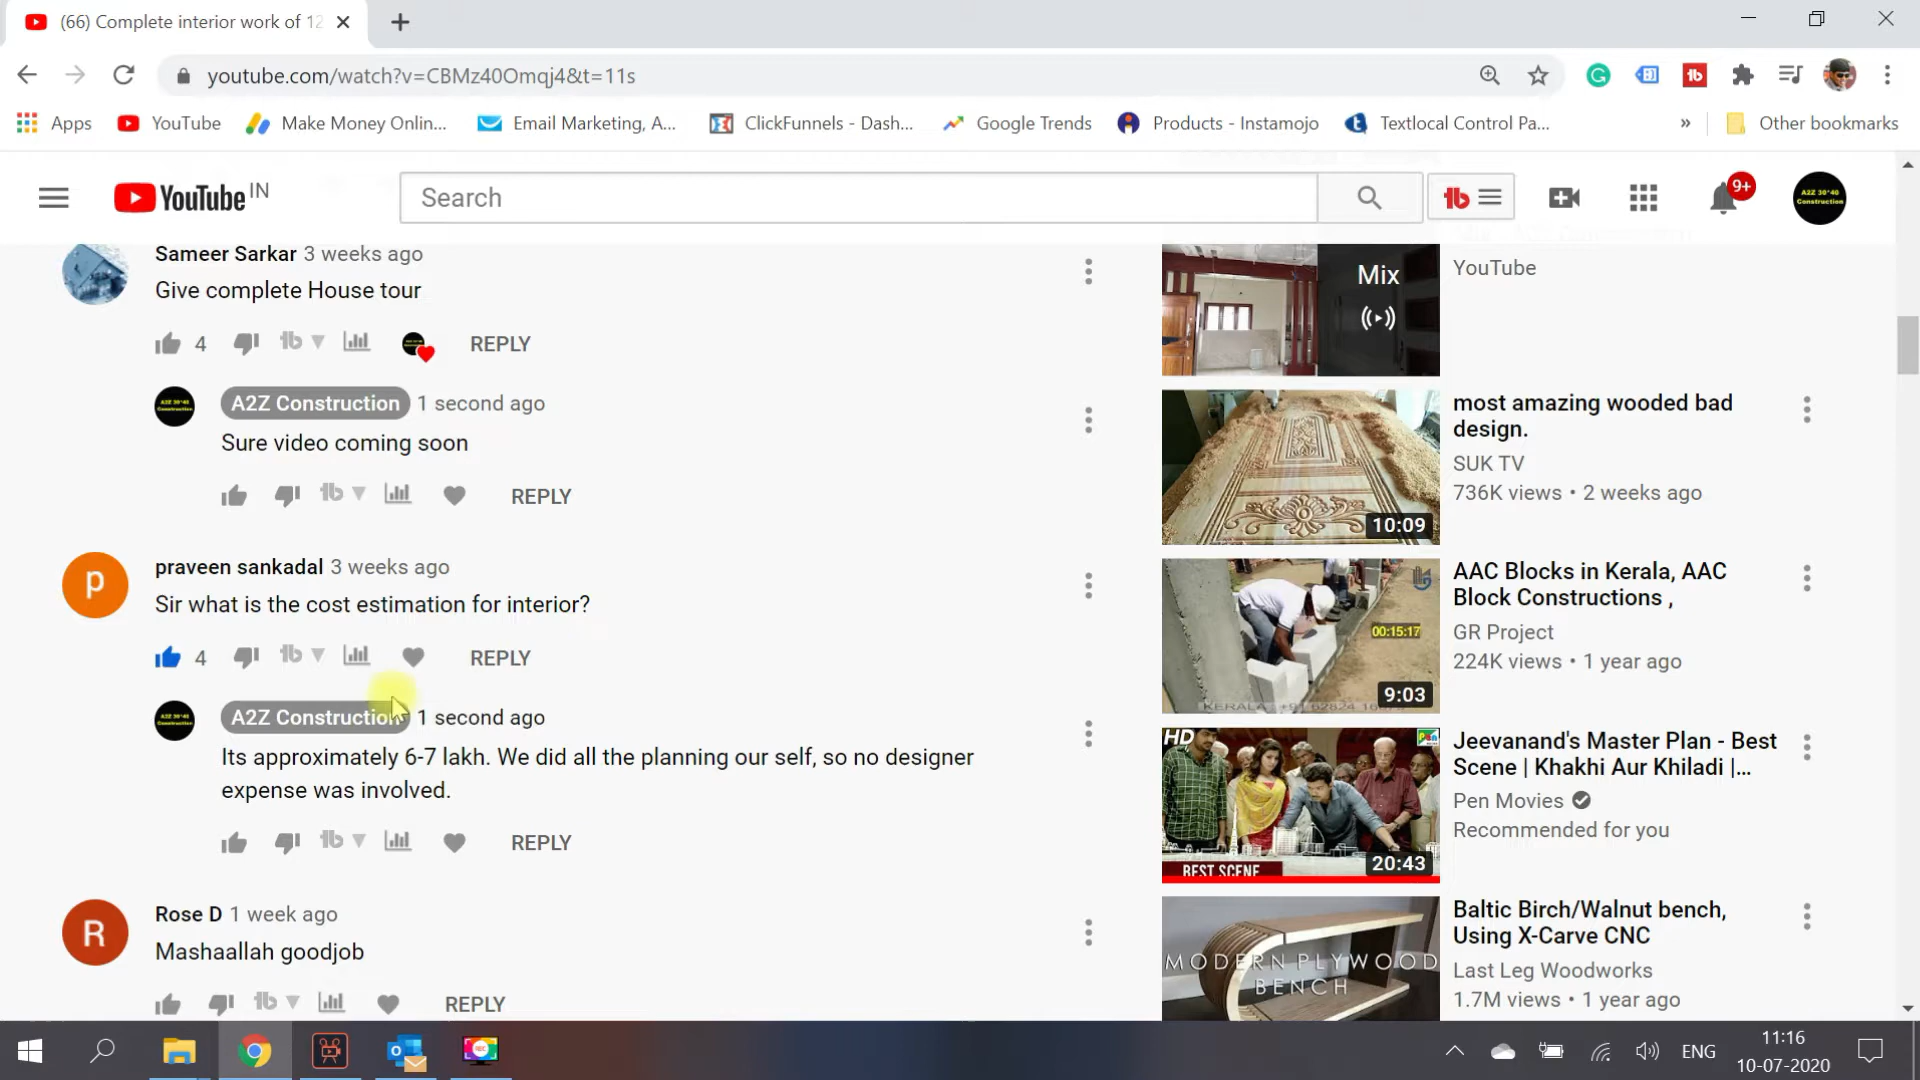 (66) Complete interior work of 12
youtube.com/watch?v=CBMz40Omqj4&t=11s
Apps
YouTube
Make Money Onlin...
Email Marketing, A...
ClickFunnels - Dash...
Google Trends
Products - Instamojo
Textlocal Control Pa...
»
Other bookmarks
YouTube IN
Search
9+
A2Z 30*40
Construction
Sameer Sarkar 3 weeks ago
Give complete House tour
4
REPLY
A2Z Construction 1 second ago
Sure video coming soon
REPLY
praveen sankadal 3 weeks ago
Sir what is the cost estimation for interior?
4
REPLY
A2Z Construction 1 second ago
Its approximately 6-7 lakh. We did all the planning our self, so no designer
expense was involved.
REPLY
Rose D 1 week ago
Mashaallah goodjob
REPLY
Mix
YouTube
10:09
most amazing wooded bad
design.
SUK TV
736K views • 2 weeks ago
00:15:17
9:03
AAC Blocks in Kerala, AAC
Block Constructions ,
GR Project
224K views • 1 year ago
HD
Pen
BEST SCENE
20:43
Jeevanand's Master Plan - Best
Scene | Khakhi Aur Khiladi |...
Pen Movies
Recommended for you
MODERN PLYWOOD
BENCH
Baltic Birch/Walnut bench,
Using X-Carve CNC
Last Leg Woodworks
1.7M views • 1 year ago
ENG
11:16
10-07-2020